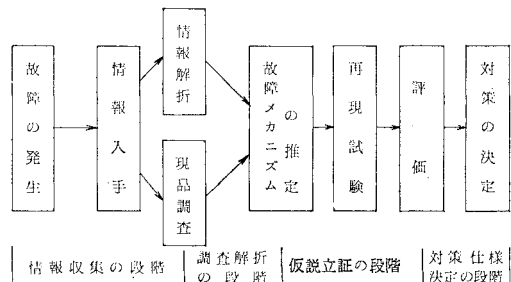 故障の発生
情報入手
情報解折
現品調査
故障メカニズム
の推定
再現試験
評価
対策の決定
情報収集の段階
調査解折
の段階
仮説立証の段階
対策仕様
決定の段階